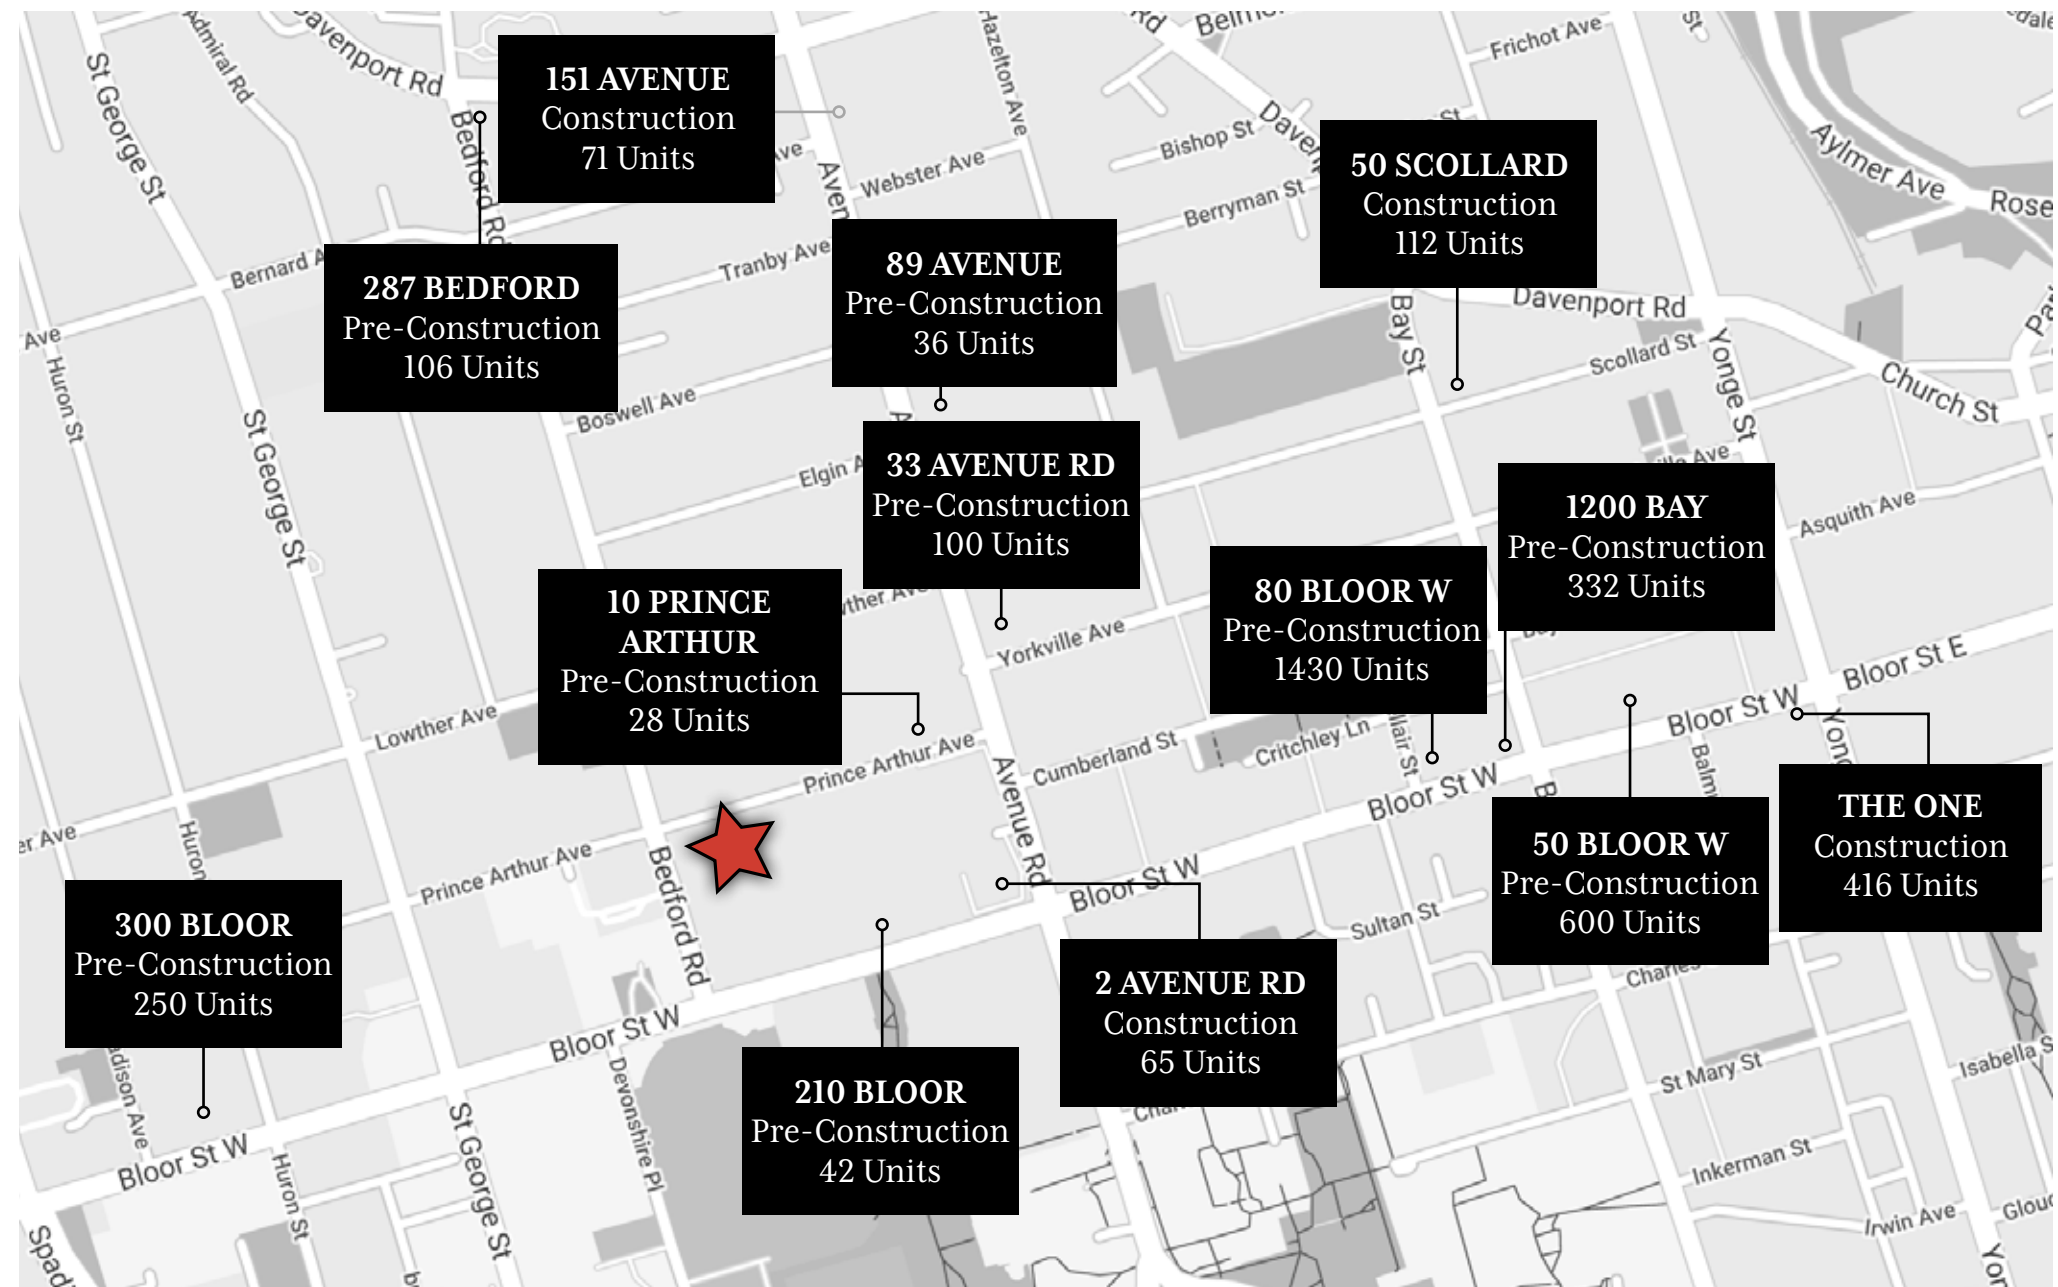 St George St
Admiral Rd
Davenport Rd
Bedford Rd
151 AVENUE
Construction
71 Units
Hazelton Ave
Rd
Frichot Ave
St
Bishop St
St
Aylmer Ave
Webster Ave
Berryman St
50 SCOLLARD
Construction
112 Units
Tranby Ave
287 BEDFORD
Pre-Construction
106 Units
89 AVENUE
Pre-Construction
36 Units
Davenport Rd
Bay St
Scollard St
Yonge St
Church St
Ave
Huron St
St George St
Boswell Ave
33 AVENUE RD
Pre-Construction
100 Units
1200 BAY
Pre-Construction
332 Units
Ave
Asquith Ave
10 PRINCE
ARTHUR
Pre-Construction
28 Units
80 BLOOR W
Pre-Construction
1430 Units
Yorkville Ave
Bloor St E
Lowther Ave
Prince Arthur Ave
Cumberland St
Critchley Ln
Bloor St W
Bloor St W
Avenue Rd
Ave
Huron
Prince Arthur Ave
Bedford Rd
Bloor St W
Sultan St
50 BLOOR W
Pre-Construction
600 Units
THE ONE
Construction
416 Units
300 BLOOR
Pre-Construction
250 Units
2 AVENUE RD
Construction
65 Units
Bloor St W
210 BLOOR
Pre-Construction
42 Units
Devonshire Pl
St Mary St
Isabella S
Bloor St W
Huron St
St George St
Inkerman St
Irwin Ave